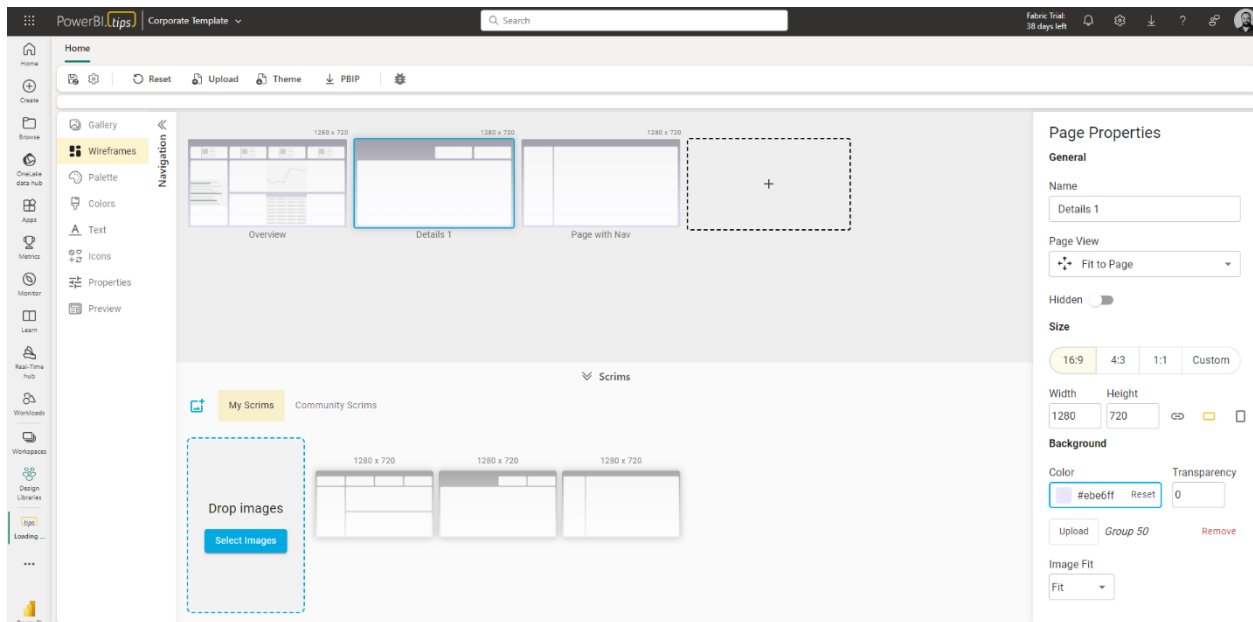 PowerBI.tips Corporate Template
Search
Fabric Trial:
38 days left
?
Home
Create
Browse
OneLake
data hub
Apps
Metrics
Monitor
Learn
Real-Time
hub
Workloads
Workspaces
Design
Libraries
tips
Loading ...
Home
Reset Upload Theme PBIP
Gallery
Wireframes
Palette
Colors
Text
Icons
Properties
Preview
Navigation
1280 x 720 1280 x 720 1280 x 720
Overview Details 1 Page with Nav
Scrims
My Scrims Community Scrims
Drop images
Select Images
1280 x 720 1280 x 720 1280 x 720
Page Properties
General
Name
Details 1
Page View
Fit to Page
Hidden
Size
16:9 4:3 1:1 Custom
Width Height
1280 720
Background
Color Transparency
#ebe6ff Reset 0
Upload Group 50 Remove
Image Fit
Fit